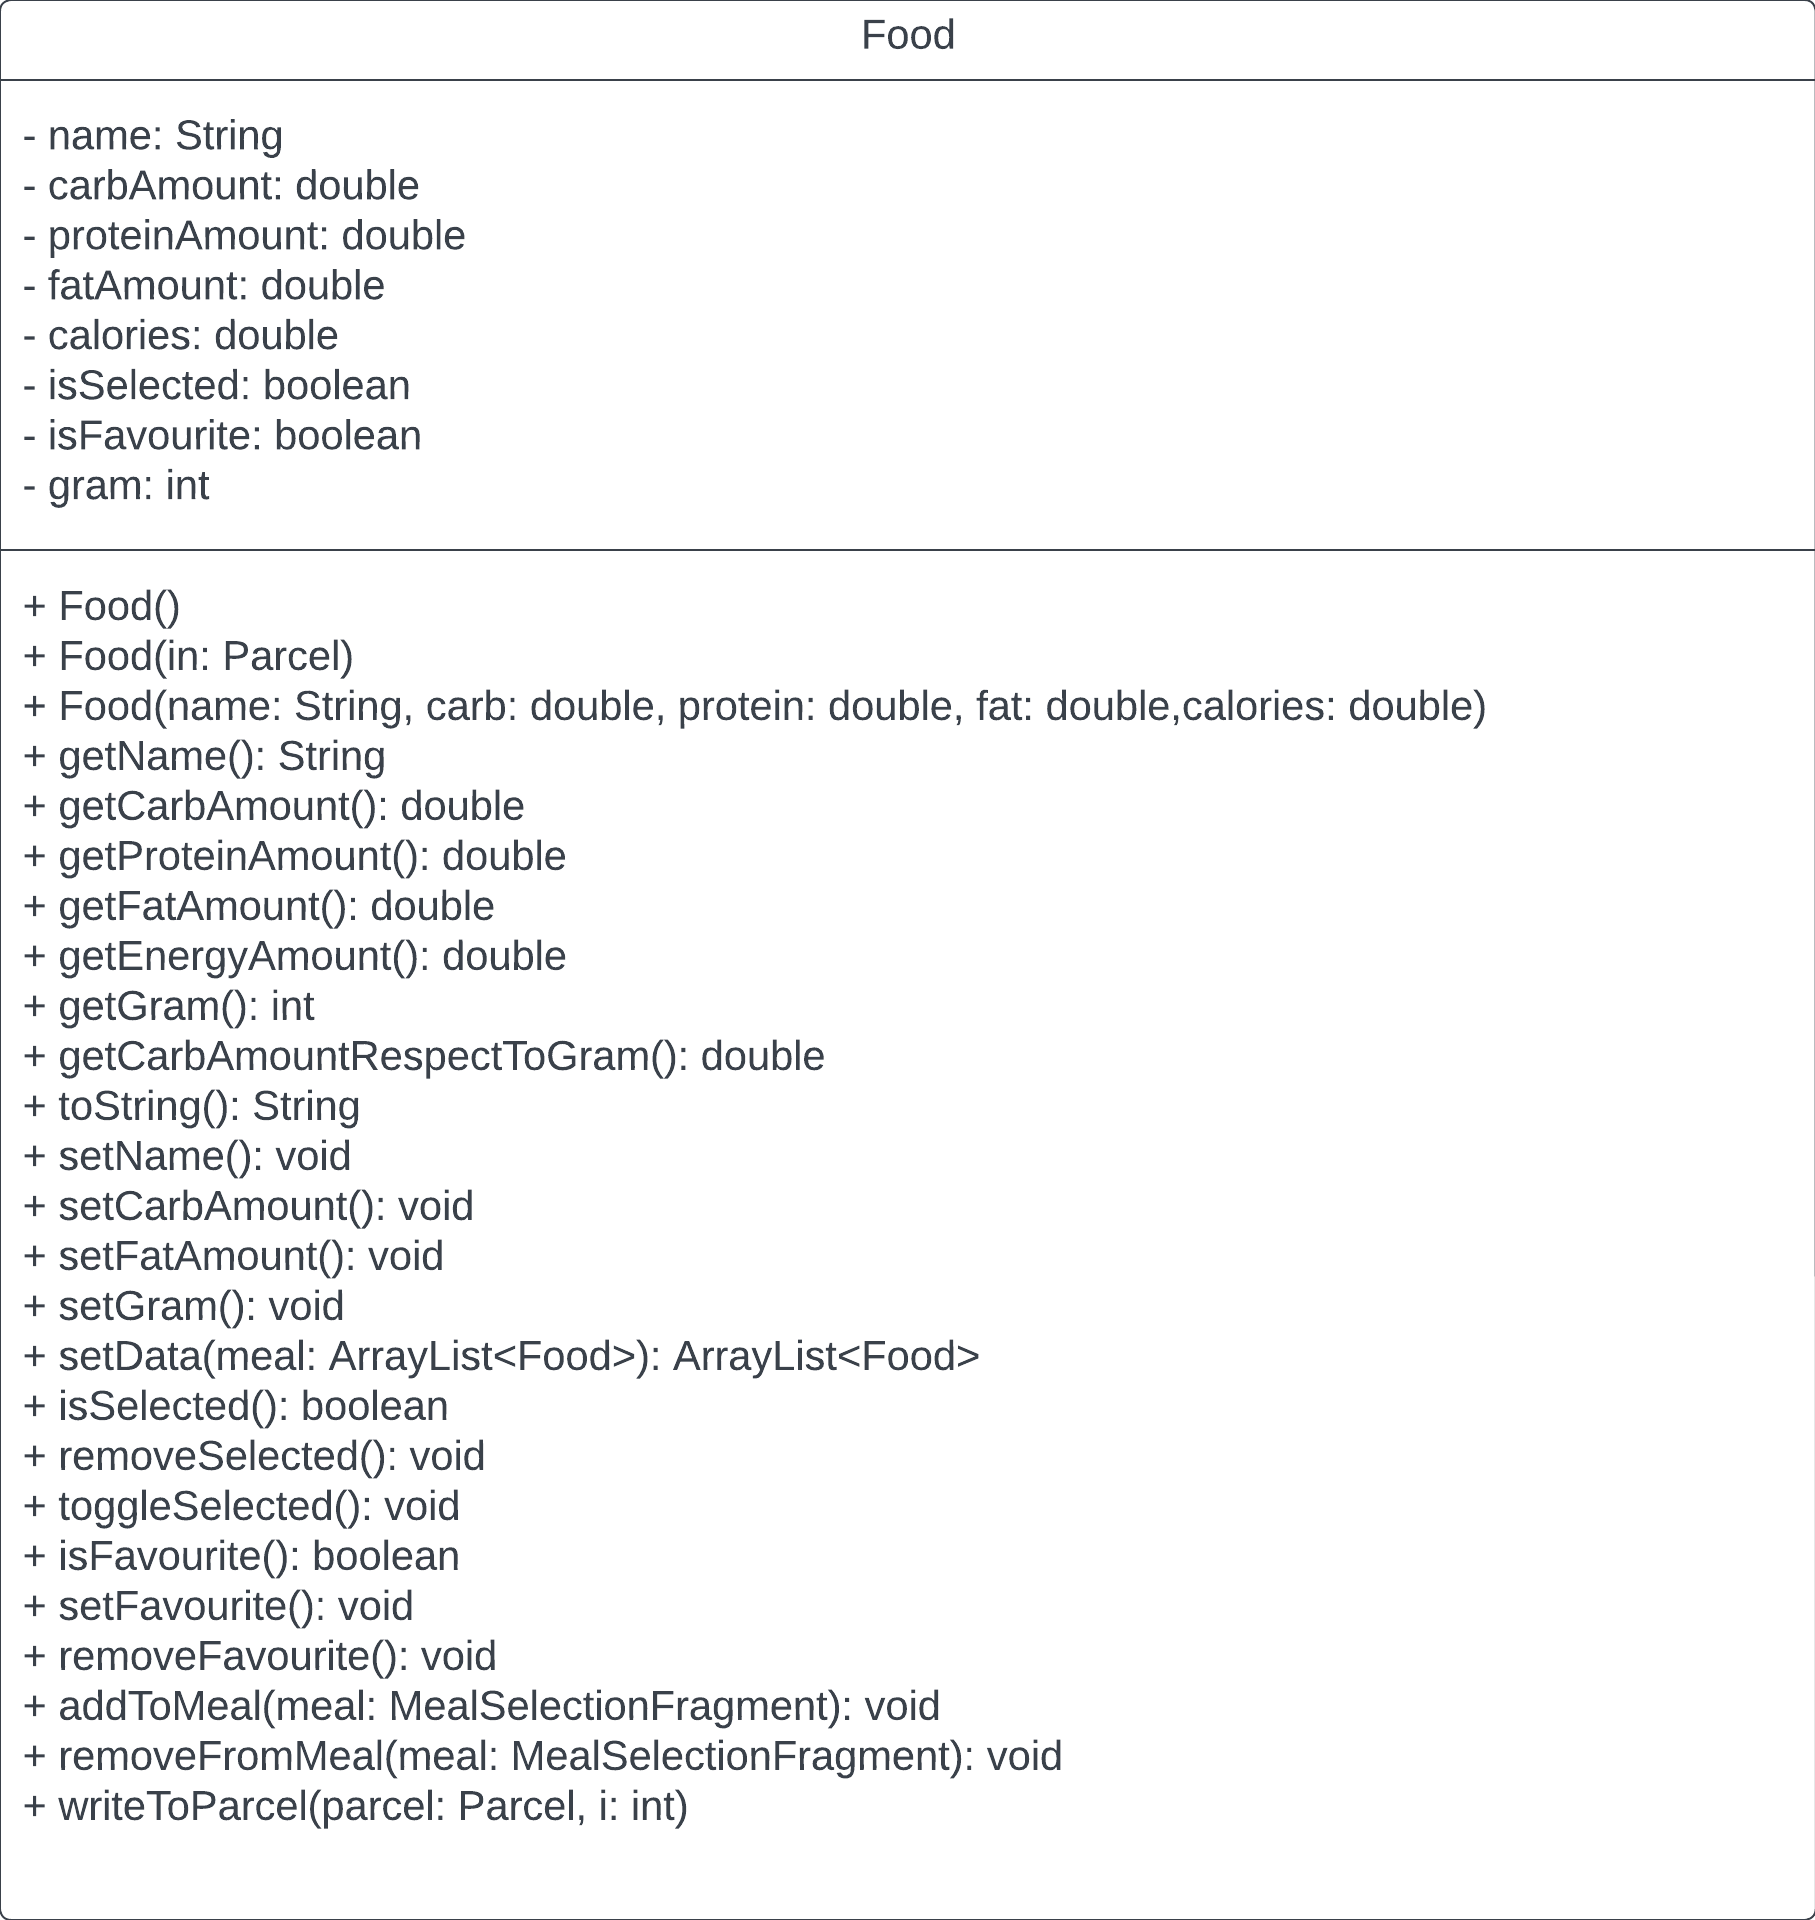 Food
- name: String
- carbAmount: double
- proteinAmount: double
- fatAmount: double
- calories: double
- isSelected: boolean
- isFavourite: boolean
- gram: int
+ Food()
+ Food(in: Parcel)
+ Food(name: String, carb: double, protein: double, fat: double,calories: double)
+ getName(): String
+ getCarbAmount(): double
+ getProteinAmount(): double
+ getFatAmount(): double
+ getEnergyAmount(): double
+ getGram(): int
+ getCarbAmountRespectToGram(): double
+ toString(): String
+ setName(): void
+ setCarbAmount(): void
+ setFatAmount(): void
+ setGram(): void
+ setData(meal: ArrayList<Food>): ArrayList<Food>
+ isSelected(): boolean
+ removeSelected(): void
+ toggleSelected(): void
+ isFavourite(): boolean
+ setFavourite(): void
+ removeFavourite(): void
+ addToMeal(meal: MealSelectionFragment): void
+ removeFromMeal(meal: MealSelectionFragment): void
+ writeToParcel(parcel: Parcel, i: int)